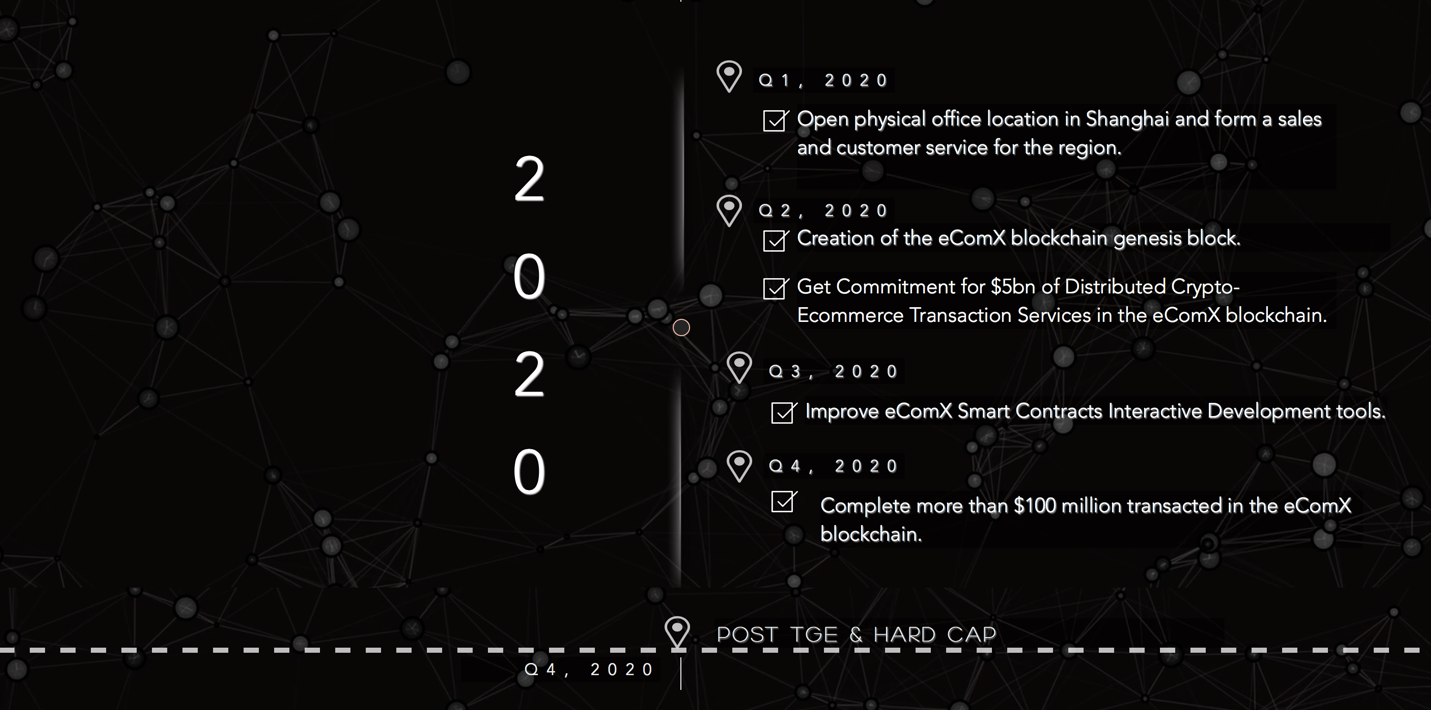 2
0
2
0
Q1, 2020
Open physical office location in Shanghai and form a sales
and customer service for the region.
Q2, 2020
Creation of the eComX blockchain genesis block.
Get Commitment for $5bn of Distributed Crypto-
Ecommerce Transaction Services in the eComX blockchain.
Q3, 2020
Improve eComX Smart Contracts Interactive Development tools.
Q4, 2020
Complete more than $100 million transacted in the eComX
blockchain.
POST TGE & HARD CAP
Q4, 2020